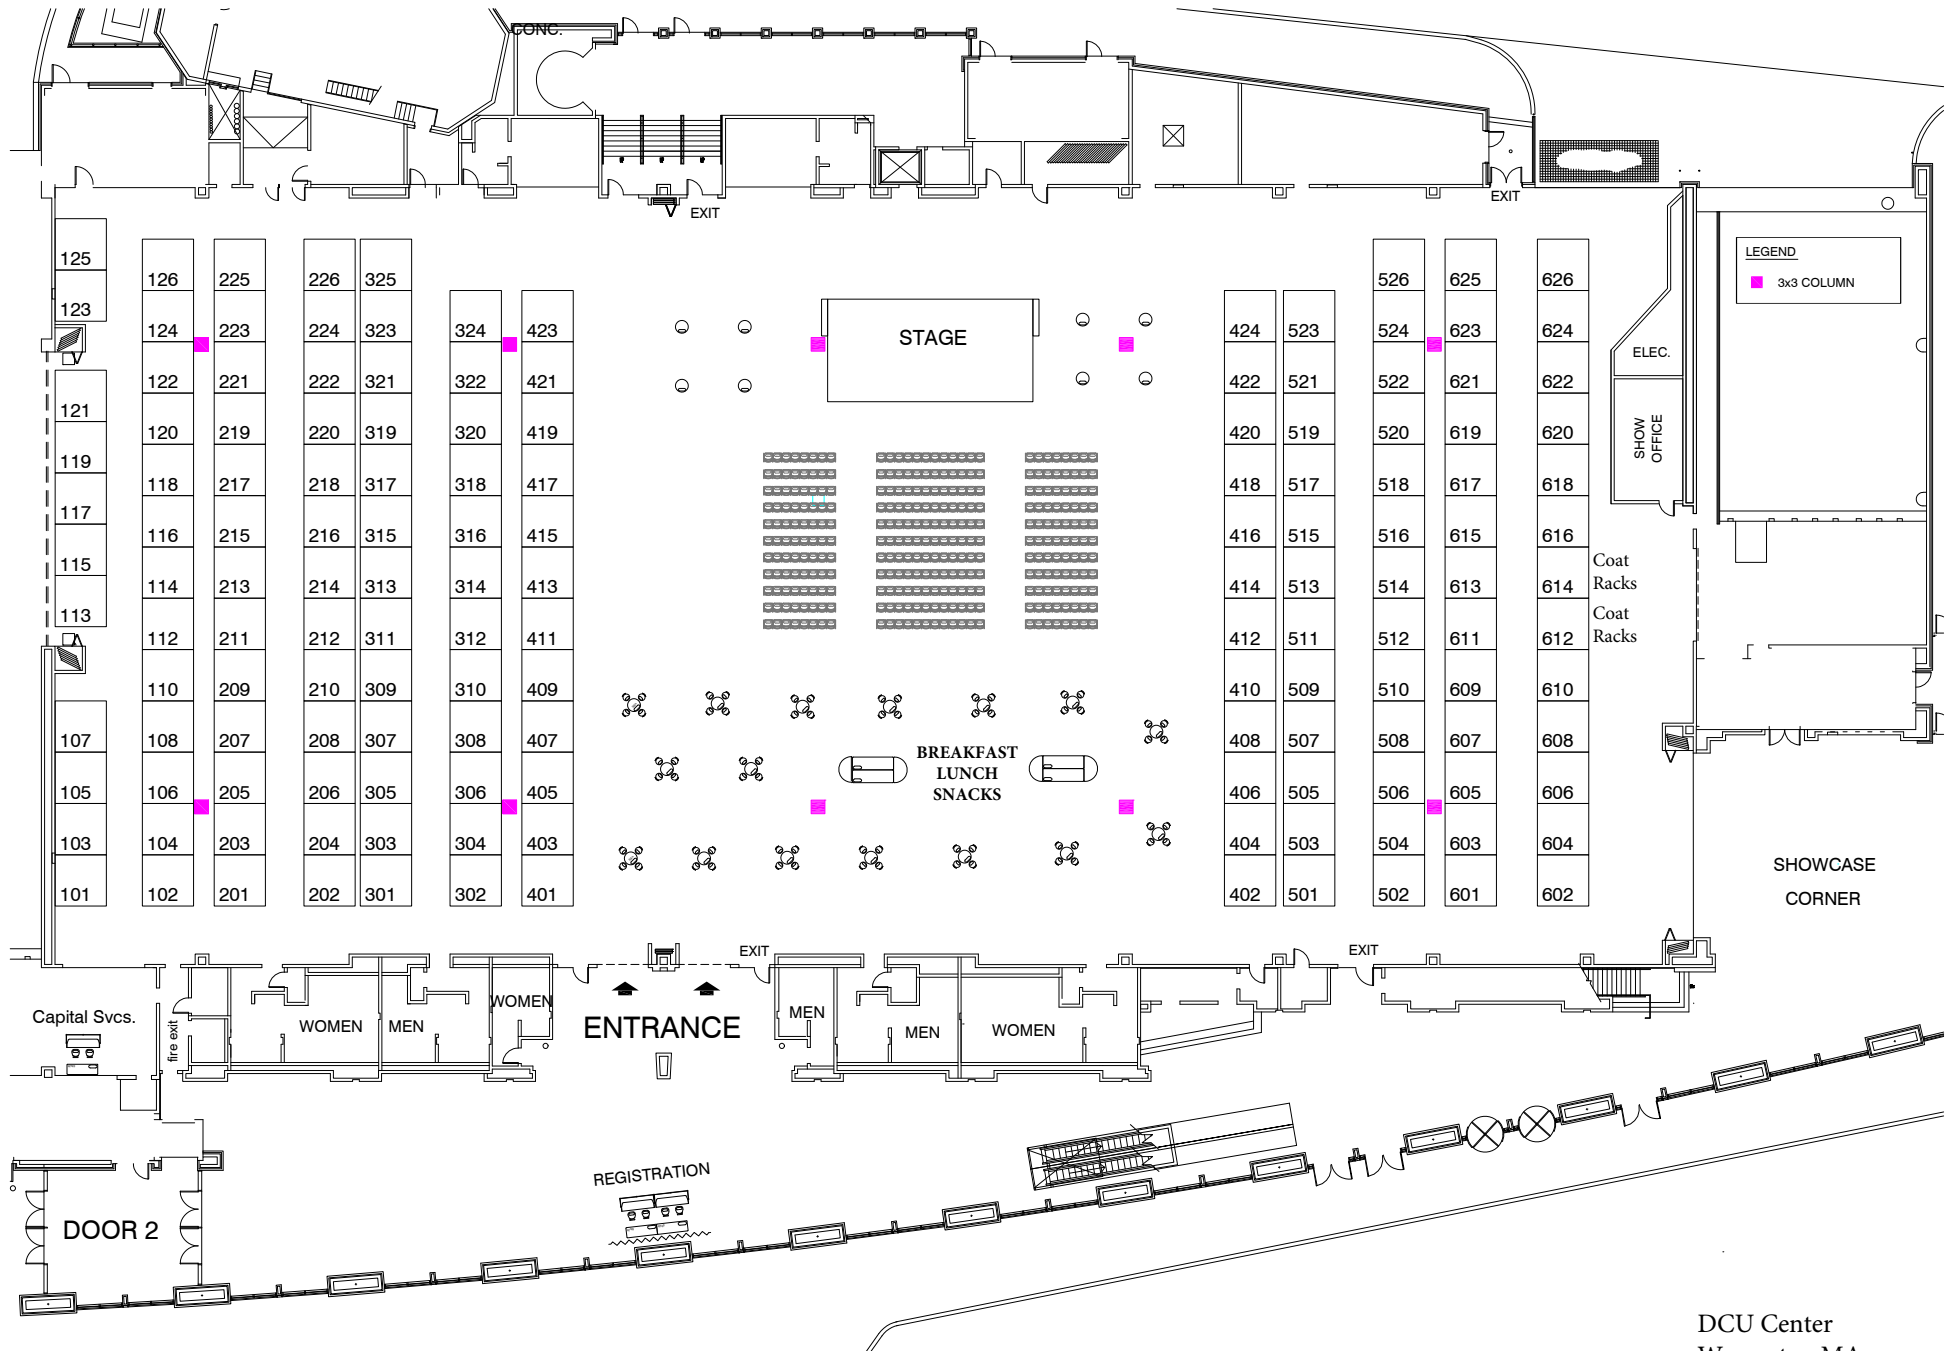 CONC.
EXIT
EXIT
LEGEND
3x3 COLUMN
125
126 225 226 325 526 625 626
123
124 223 224 323 324 423 STAGE 424 523 524 623 624
ELEC.
122 221 222 321 322 421 422 521 522 621 622
121
120 219 220 319 320 419 420 519 520 619 620
SHOW
OFFICE
119
118 217 218 317 318 417 418 517 518 617 618
117
116 215 216 315 316 415 416 515 516 615 616
115
Coat
Racks
114 213 214 313 314 413 414 513 514 613 614
113
Coat
Racks
112 211 212 311 312 411 412 511 512 611 612
110 209 210 309 310 409 410 509 510 609 610
107 108 207 208 307 308 407 408 507 508 607 608
BREAKFAST
LUNCH
SNACKS
105 106 205 206 305 306 405 406 505 506 605 606
103 104 203 204 303 304 403 404 503 504 603 604
101 102 201 202 301 302 401 402 501 502 601 602
SHOWCASE
CORNER
EXIT
EXIT
Capital Svcs.
fire exit
WOMEN
MEN
WOMEN
ENTRANCE
MEN
MEN
WOMEN
REGISTRATION
DOOR 2
DCU Center